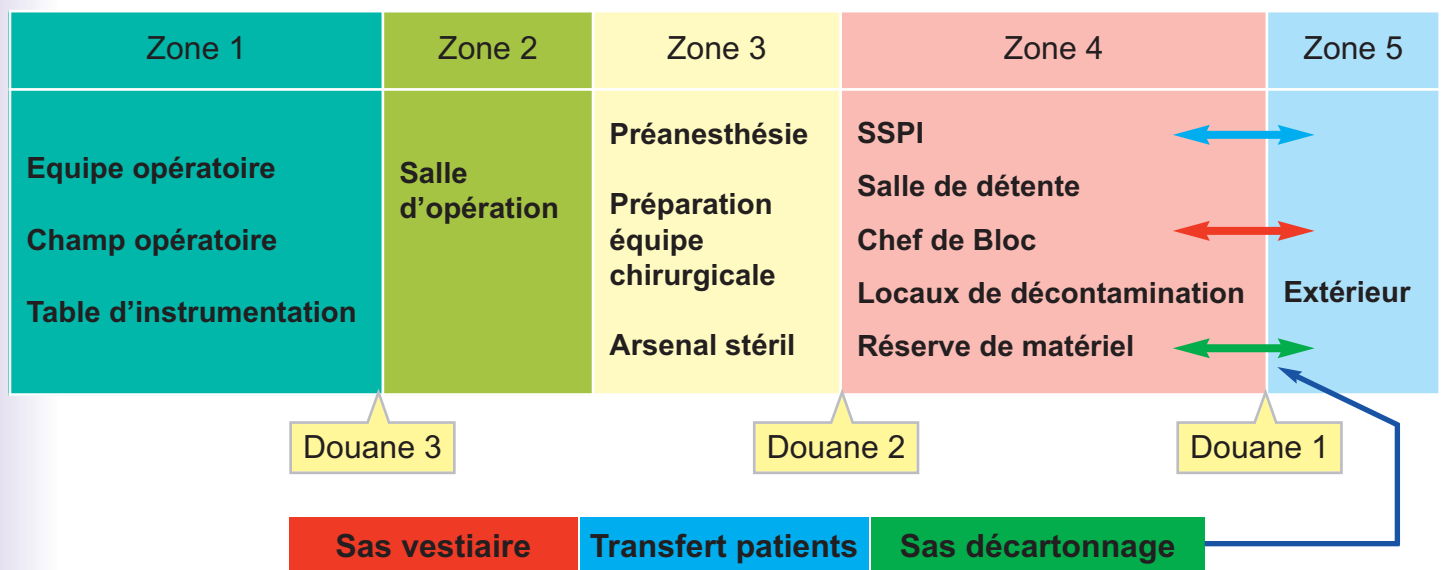 Zone 1
Zone 2
Zone 3
Zone 4
Zone 5
Equipe opératoire
Champ opératoire
Table d’instrumentation
Salle
d’opération
Préanesthésie
Préparation
équipe
chirurgicale
Arsenal stéril
SSPI
Salle de détente
Chef de Bloc
Locaux de décontamination
Réserve de matériel
Extérieur
Douane 3
Douane 2
Douane 1
Sas vestiaire
Transfert patients
Sas décartonnage